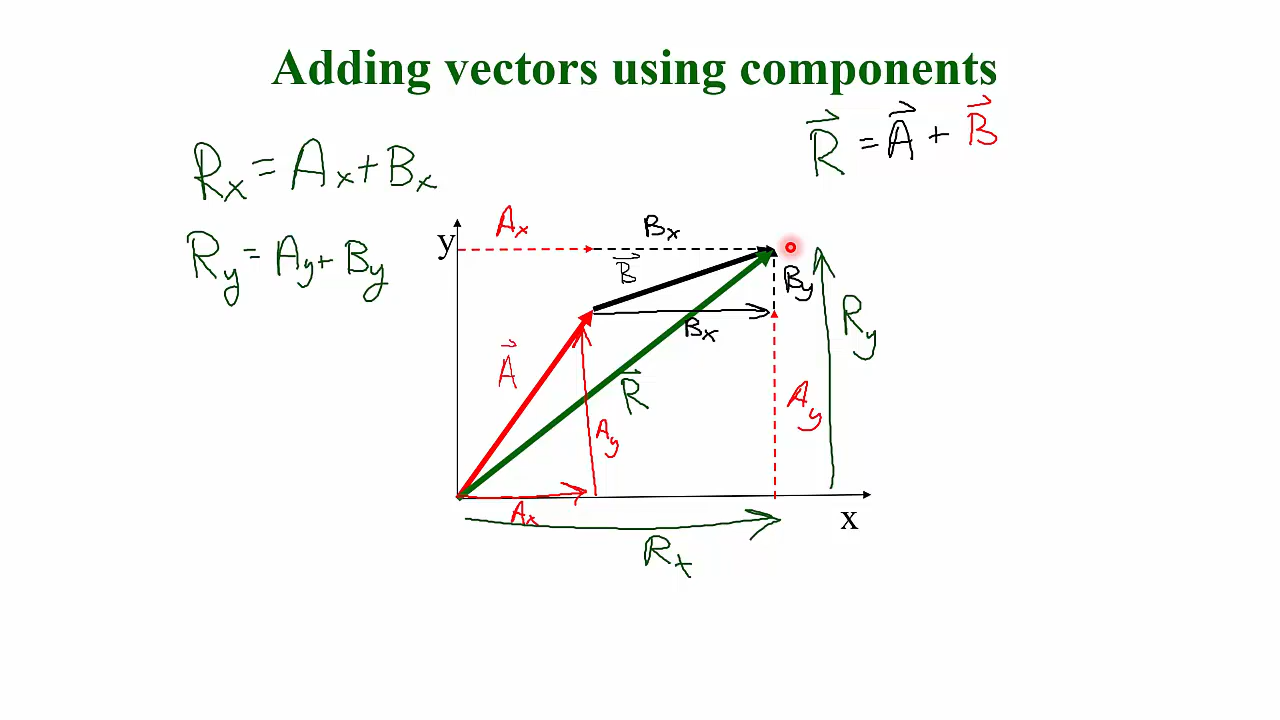 Adding vectors using components
R⃗ = A⃗ + B⃗
Rx = Ax + Bx
Ry = Ay + By
y
Ax
Bx
B⃗
By
Bx
Ry
A⃗
R⃗
Ay
Ay
Ax
x
Rx